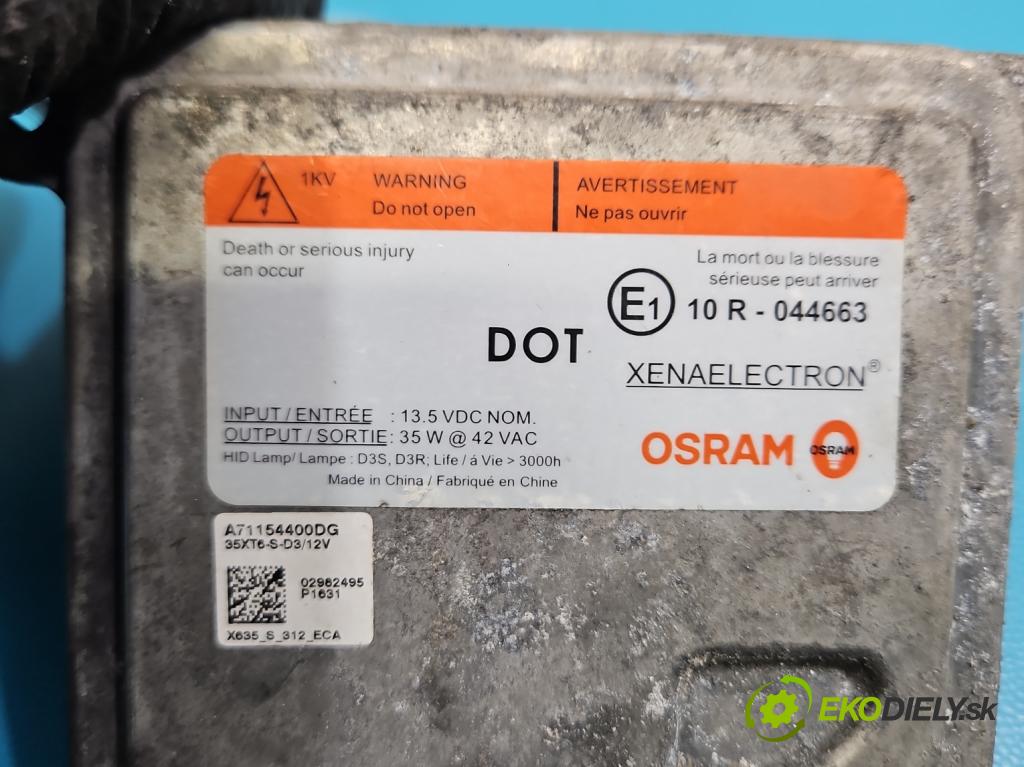 1KV WARNING
Do not open
AVERTISSEMENT
Ne pas ouvrir
Death or serious injury
can occur
La mort ou la blessure
sérieuse peut arriver
E1 10 R - 044663
DOT
XENAELECTRON®
INPUT / ENTRÉE : 13.5 VDC NOM.
OUTPUT / SORTIE : 35 W @ 42 VAC
HID Lamp/ Lampe : D3S, D3R; Life / á Vie > 3000h
Made in China / Fabriqué en Chine
OSRAM OSRAM
A71154400DG
35XT6-S-D3/12V
02982495
P1631
X635_S_312_ECA
EKODIELY.sk